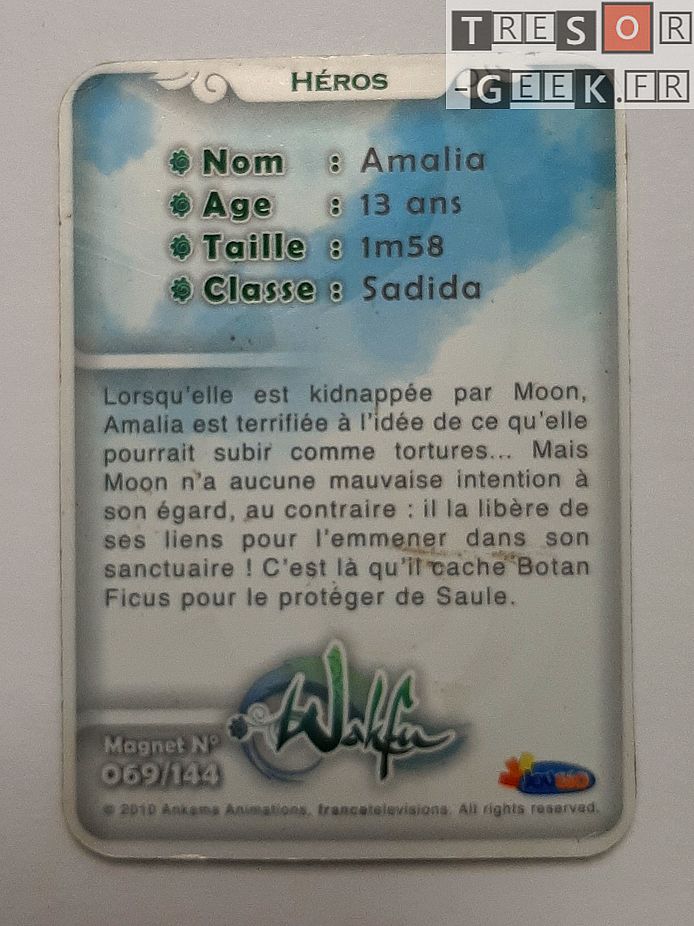 TRESOR
-GEEK.FR
HÉROS
Nom : Amalia
Age : 13 ans
Taille : 1m58
Classe : Sadida
Lorsqu'elle est kidnappée par Moon,
Amalia est terrifiée à l'idée de ce qu'elle
pourrait subir comme tortures... Mais
Moon n'a aucune mauvaise intention à
son égard, au contraire : il la libère de
ses liens pour l'emmener dans son
sanctuaire ! C'est là qu'il cache Botan
Ficus pour le protéger de Saule.
Wakfu
Magnet N°
069/144
© 2010 Ankama Animations, francetelevisions. All rights reserved.